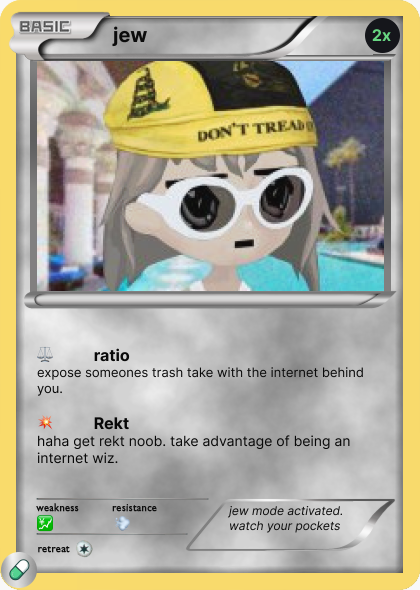 BASIC
jew
2x
DON'T TREAD
ratio
expose someones trash take with the internet behind
you.
Rekt
haha get rekt noob. take advantage of being an
internet wiz.
weakness
resistance
jew mode activated.
watch your pockets
retreat